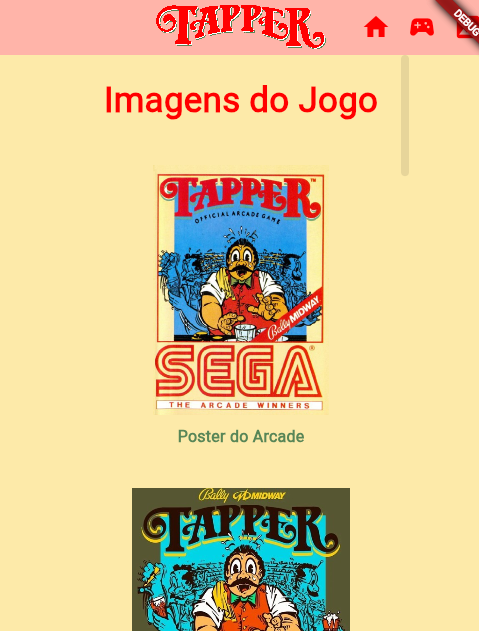 TAPPER
DEBUG
Imagens do Jogo
TAPPER™
OFFICIAL ARCADE GAME
Bally MIDWAY
SEGA®
THE ARCADE WINNERS
Poster do Arcade
Bally MIDWAY
TAPPER